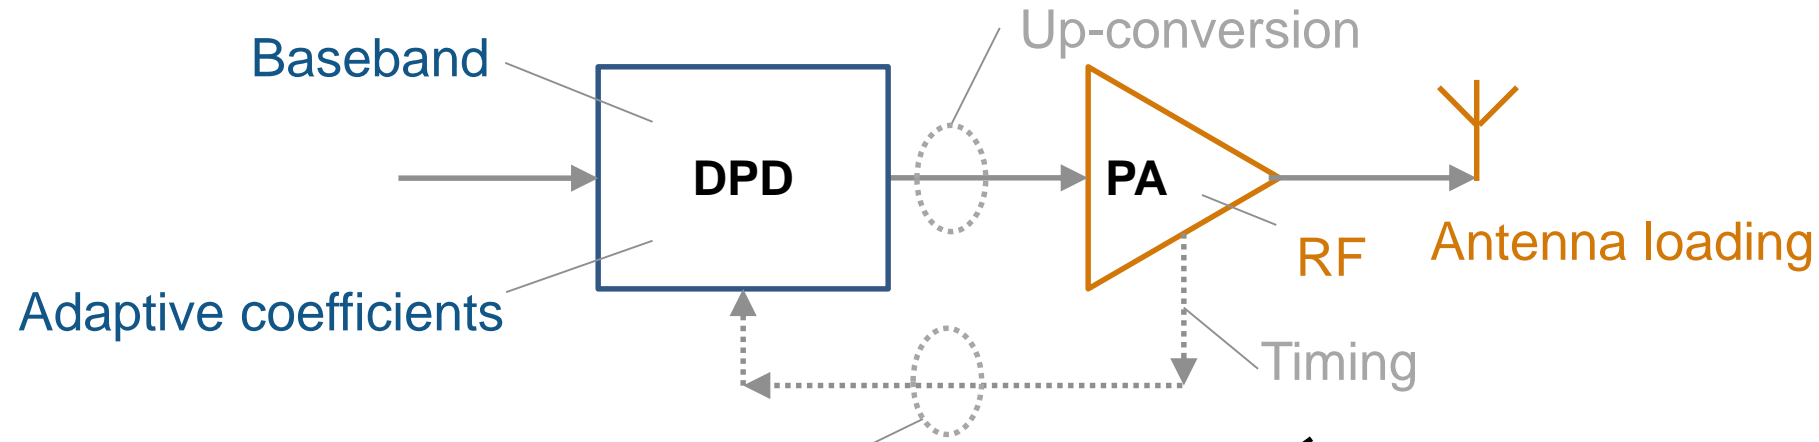 Up-conversion
Baseband
DPD
PA
RF
Antenna loading
Adaptive coefficients
Timing